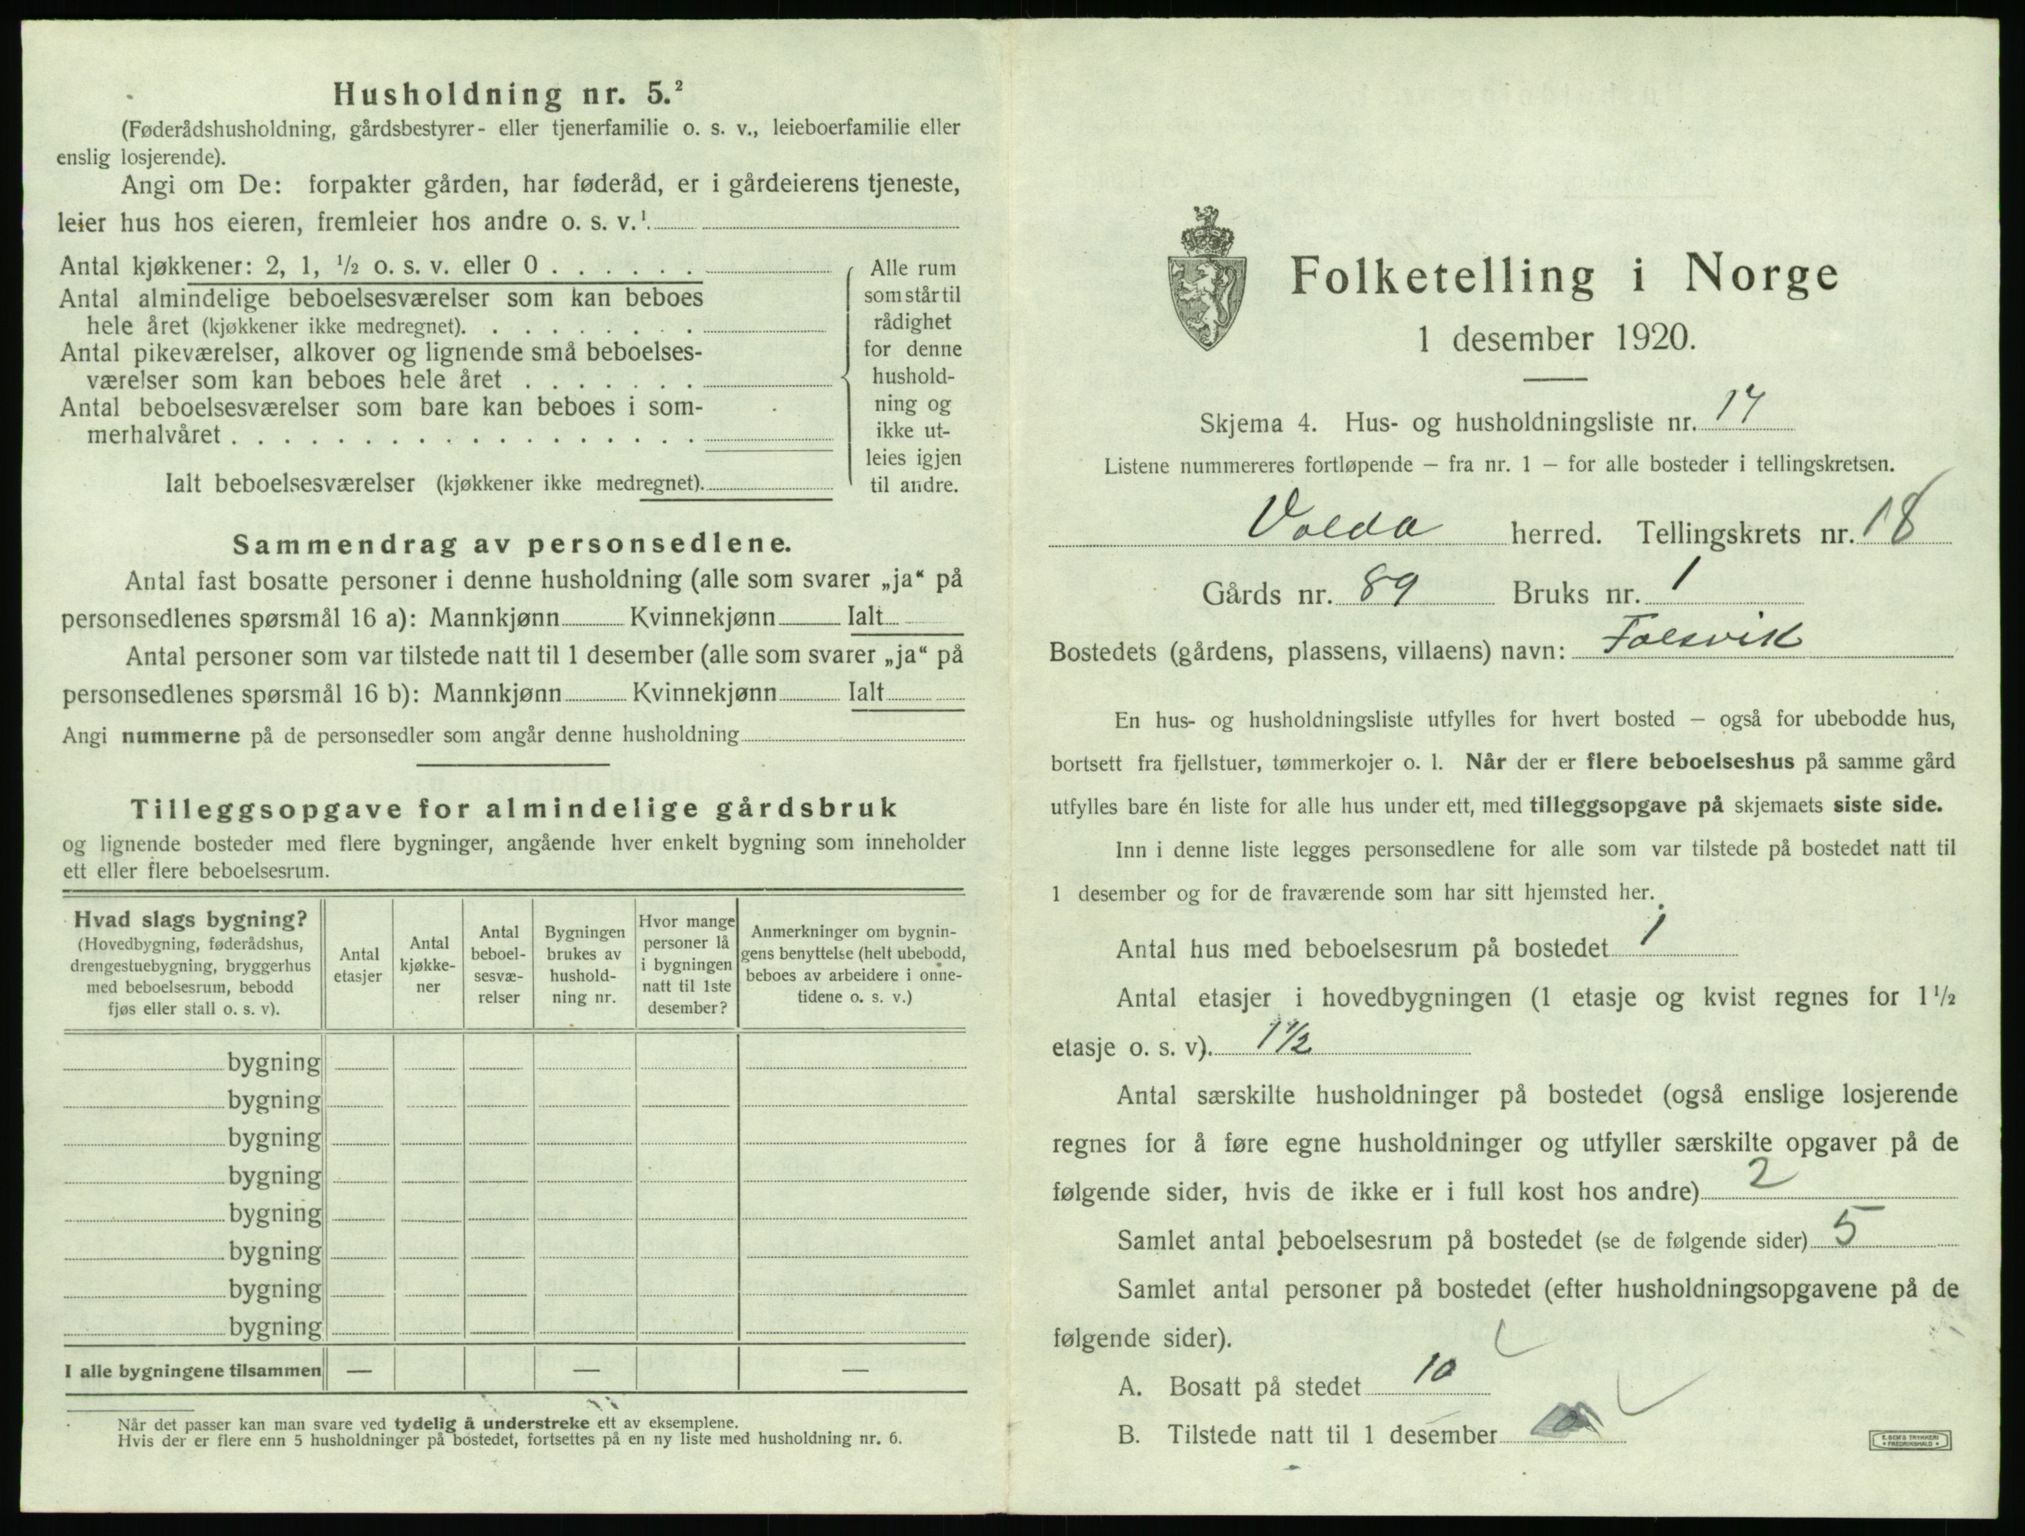 Husholdning nr. 5.²
(Føderådshusholdning, gårdsbestyrer- eller tjenerfamilie o. s. v., leieboerfamilie eller
enslig losjerende).
Angi om De: forpakter gården, har føderåd, er i gårdeierens tjeneste,
leier hus hos eieren, fremleier hos andre o. s. v.¹
Antal kjøkkener: 2, 1, ½ o. s. v. eller 0 . . . . . .
Antal almindelige beboelsesværelser som kan beboes
hele året (kjøkkener ikke medregnet). . . . . . . . .
Antal pikeværelser, alkover og lignende små beboelses-
værelser som kan beboes hele året . . . . . . .
Antal beboelsesværelser som bare kan beboes i som-
merhalvåret . . . . . . . . . . . . . . . . . .
Ialt beboelsesværelser (kjøkkener ikke medregnet).
Alle rum
som står til
rådighet
for denne
hushold-
ning og
ikke ut-
leies igjen
til andre.
Sammendrag av personsedlene.
Antal fast bosatte personer i denne husholdning (alle som svarer „ja“ på
personsedlenes spørsmål 16 a): Mannkjønn Kvinnekjønn Ialt
Antal personer som var tilstede natt til 1 desember (alle som svarer „ja“ på
personsedlenes spørsmål 16 b): Mannkjønn Kvinnekjønn Ialt
Angi nummerne på de personsedler som angår denne husholdning
Tilleggsopgave for almindelige gårdsbruk
og lignende bosteder med flere bygninger, angående hver enkelt bygning som inneholder
ett eller flere beboelsesrum.
Hvad slags bygning?
(Hovedbygning, føderådshus,
drengestuebygning, bryggerhus
med beboelsesrum, bebodd
fjøs eller stall o. s. v).
Antal
etasjer
Antal
kjøkke-
ner
Antal
beboel-
sesvæ-
relser
Bygningen
brukes av
hushold-
ning nr.
Hvor mange
personer lå
i bygningen
natt til 1ste
desember?
Anmerkninger om bygnin-
gens benyttelse (helt ubebodd,
beboes av arbeidere i onne-
tidene o. s. v.)
bygning
bygning
bygning
bygning
bygning
bygning
bygning
bygning
I alle bygningene tilsammen — — —
Når det passer kan man svare ved tydelig å understreke ett av eksemplene.
Hvis der er flere enn 5 husholdninger på bostedet, fortsettes på en ny liste med husholdning nr. 6.
Folketelling i Norge
1 desember 1920.
Skjema 4. Hus- og husholdningsliste nr. 17
Listene nummereres fortløpende – fra nr. 1 – for alle bosteder i tellingskretsen.
Volda herred. Tellingskrets nr. 18
Gårds nr. 89 Bruks nr. 1
Bostedets (gårdens, plassens, villaens) navn: Folsvik
En hus- og husholdningsliste utfylles for hvert bosted – også for ubebodde hus,
bortsett fra fjellstuer, tømmerkojer o. l. Når der er flere beboelseshus på samme gård
utfylles bare én liste for alle hus under ett, med tilleggsopgave på skjemaets siste side.
Inn i denne liste legges personsedlene for alle som var tilstede på bostedet natt til
1 desember og for de fraværende som har sitt hjemsted her.
Antal hus med beboelsesrum på bostedet 1
Antal etasjer i hovedbygningen (1 etasje og kvist regnes for 1½
etasje o. s. v). 1½
Antal særskilte husholdninger på bostedet (også enslige losjerende
regnes for å føre egne husholdninger og utfyller særskilte opgaver på de
følgende sider, hvis de ikke er i full kost hos andre) 2
Samlet antal beboelsesrum på bostedet (se de følgende sider) 5
Samlet antal personer på bostedet (efter husholdningsopgavene på de
følgende sider).
A. Bosatt på stedet 10
B. Tilstede natt til 1 desember
E. SEM'S TRYKKERI
FREDRIKSHALD